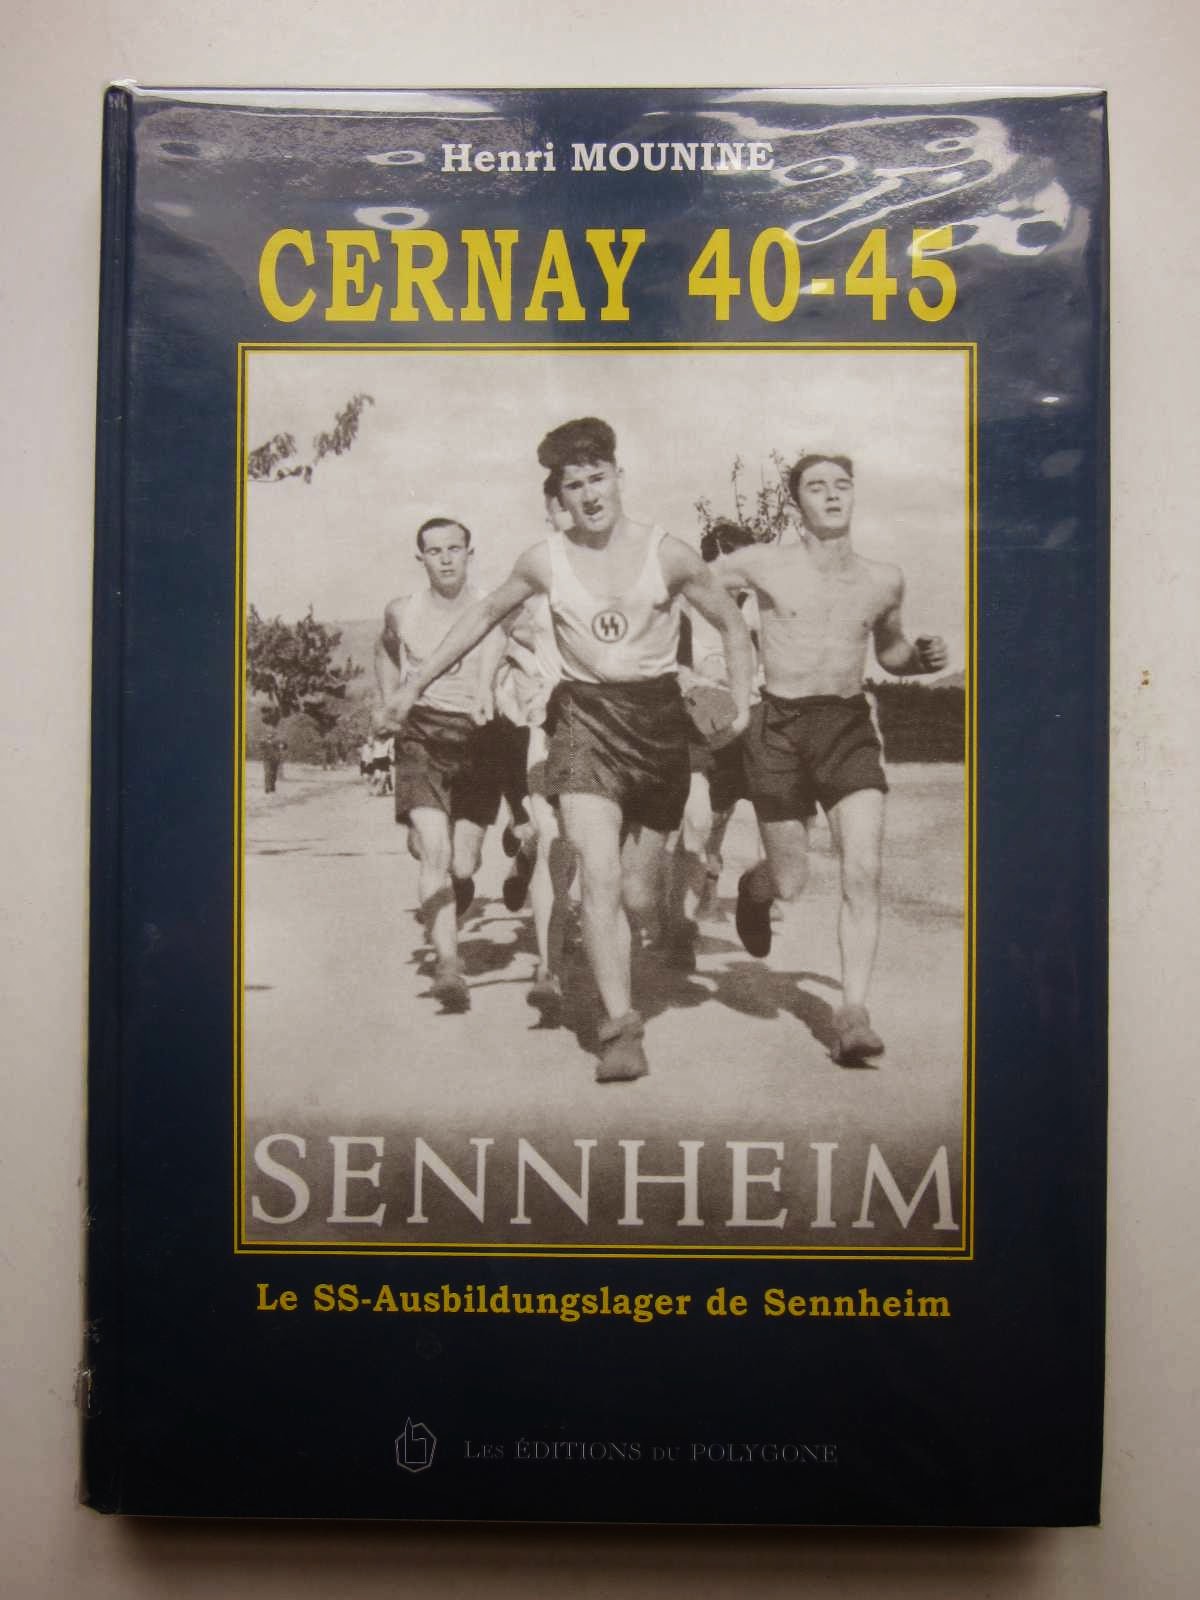 Henri MOUNINE
CERNAY 40-45
SENNHEIM
Le SS-Ausbildungslager de Sennheim
LES ÉDITIONS DU POLYGONE